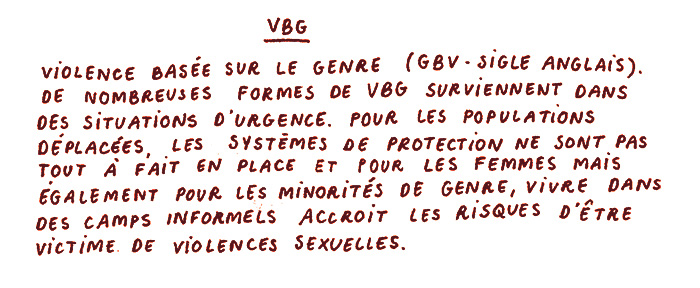 VBG
VIOLENCE BASÉE SUR LE GENRE (GBV - SIGLE ANGLAIS).
DE NOMBREUSES FORMES DE VBG SURVIENNENT DANS
DES SITUATIONS D'URGENCE. POUR LES POPULATIONS
DÉPLACÉES, LES SYSTÈMES DE PROTECTION NE SONT PAS
TOUT À FAIT EN PLACE ET POUR LES FEMMES MAIS
ÉGALEMENT POUR LES MINORITÉS DE GENRE, VIVRE DANS
DES CAMPS INFORMELS ACCROIT LES RISQUES D'ÊTRE
VICTIME DE VIOLENCES SEXUELLES.